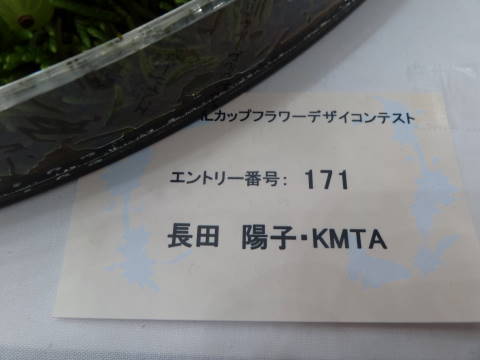 Lカップフラワーデザイコンテスト
エントリー番号: 171
長田 陽子・KMTA